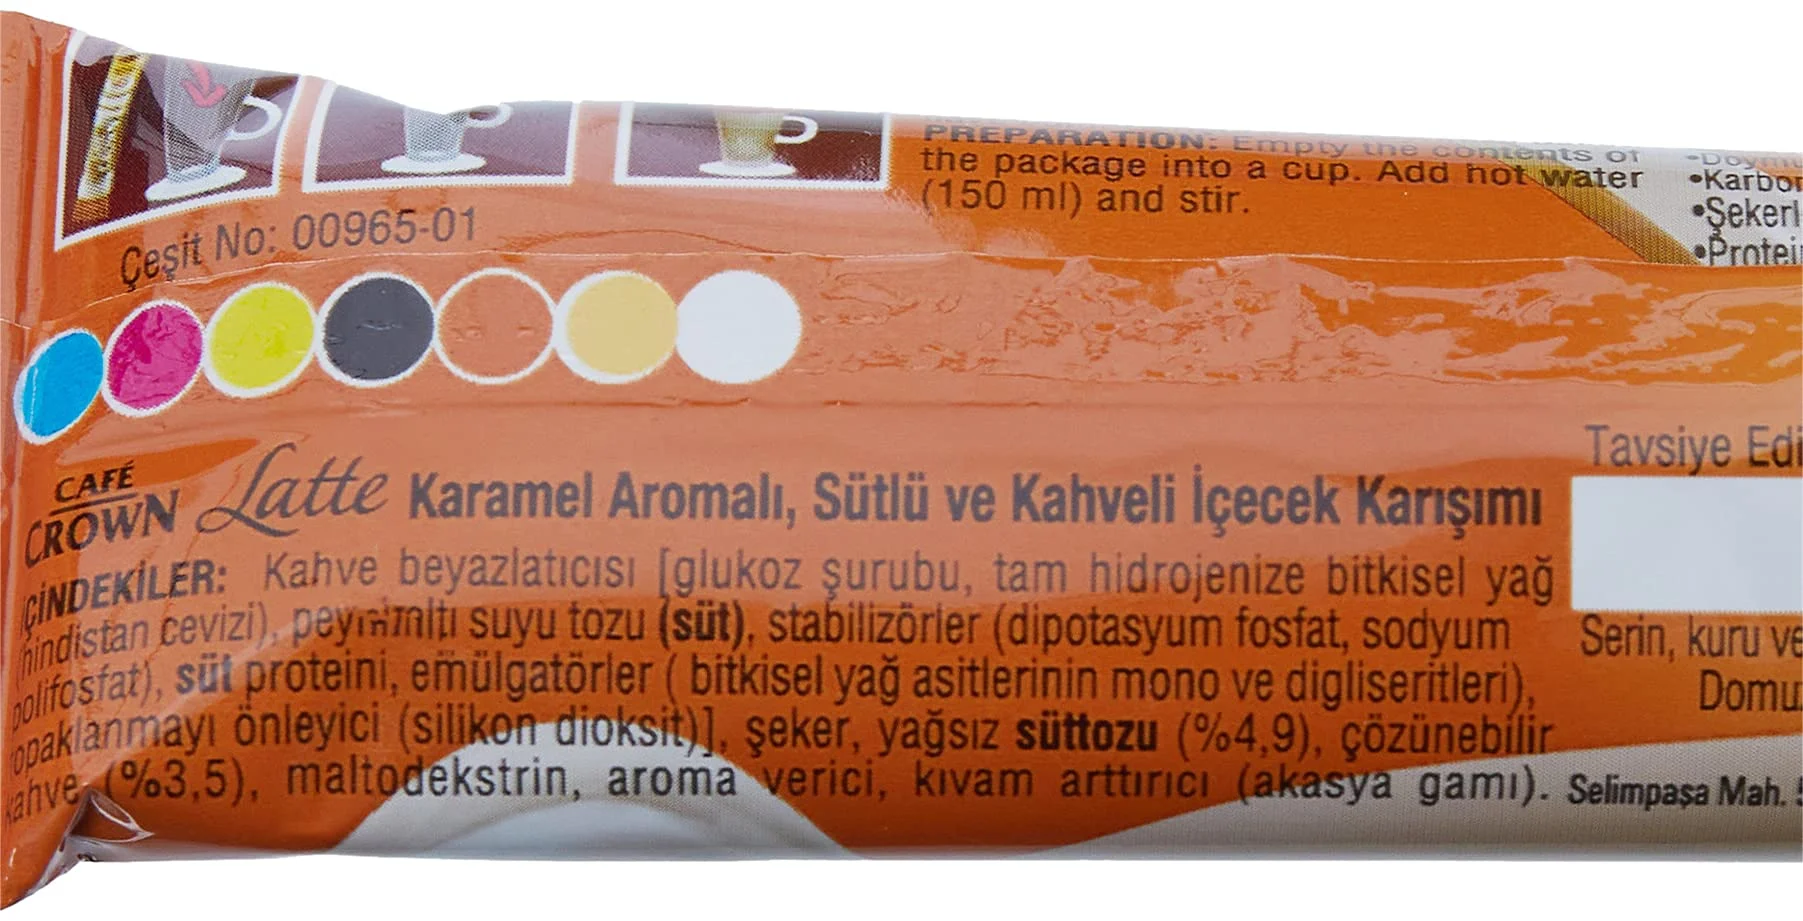 PREPARATION: Empty the contents of
the package into a cup. Add hot water
(150 ml) and stir.
Çeşit No: 00965-01
CAFÉ
CROWN Latte Karamel Aromalı, Sütlü ve Kahveli İçecek Karışımı
İÇİNDEKİLER: Kahve beyazlatıcısı [glukoz şurubu, tam hidrojenize bitkisel yağ
(hindistan cevizi), peynimaltı suyu tozu (süt), stabilizörler (dipotasyum fosfat, sodyum
polifosfat), süt proteini, emülgatörler ( bitkisel yağ asitlerinin mono ve digliseritleri),
topaklanmayı önleyici (silikon dioksit)], şeker, yağsız süttozu (%4,9), çözünebilir
kahve (%3,5), maltodekstrin, aroma verici, kıvam arttırıcı (akasya gamı).
•Doymu
•Karbon
•Şekerl
•Protein
Tavsiye Edi
Serin, kuru ve
Domuz
Selimpaşa Mah. 5